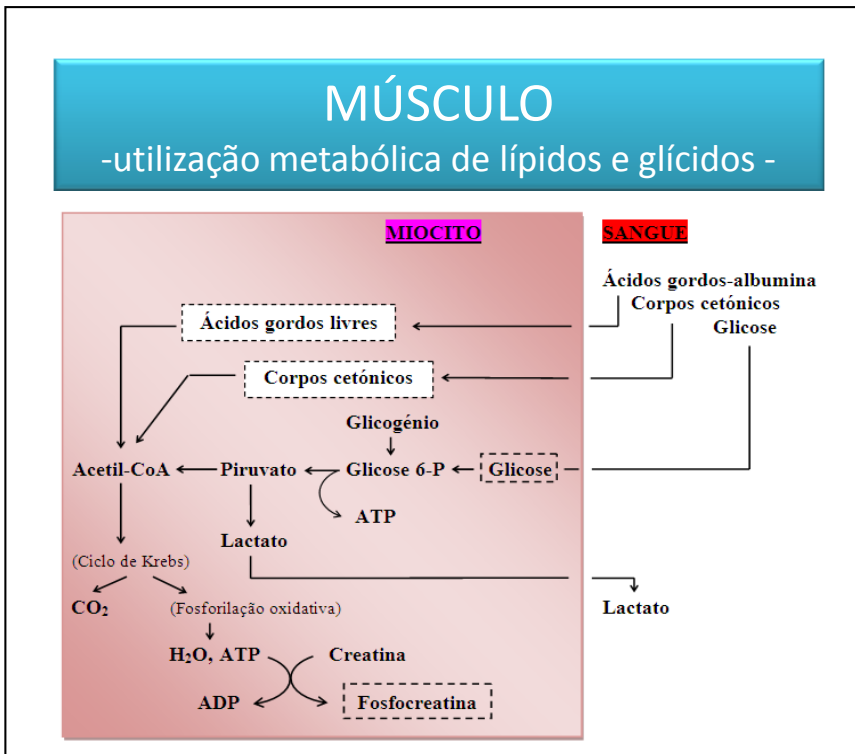 MÚSCULO
-utilização metabólica de lípidos e glícidos -
MIOCITO
SANGUE
Ácidos gordos-albumina
Corpos cetónicos
Glicose
Ácidos gordos livres
Corpos cetónicos
Glicogénio
Acetil-CoA
Piruvato
Glicose 6-P
Glicose
ATP
Lactato
(Ciclo de Krebs)
CO₂
(Fosforilação oxidativa)
Lactato
H₂O, ATP
Creatina
ADP
Fosfocreatina